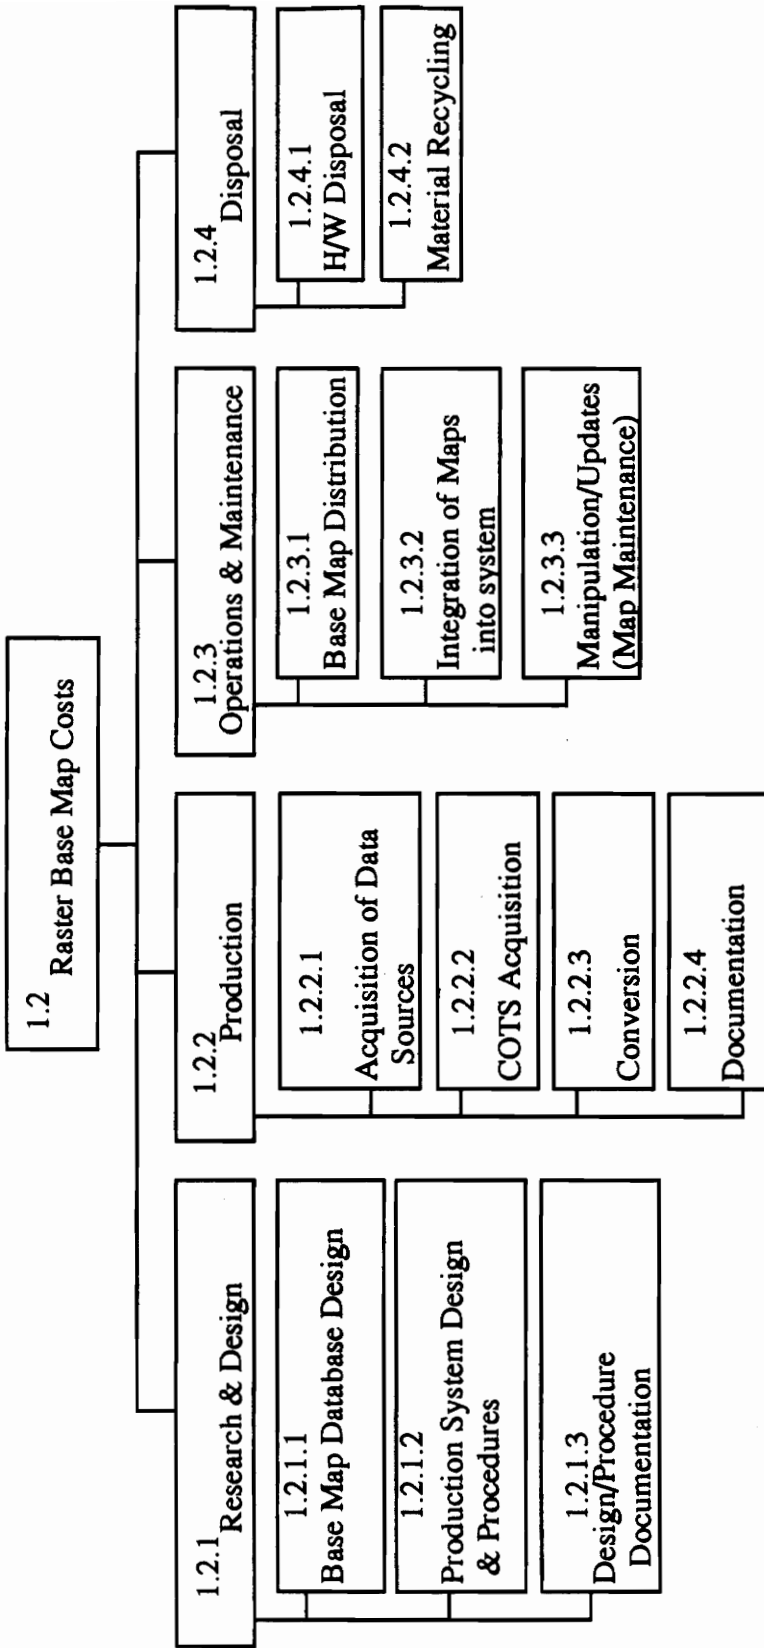 1.2
Raster Base Map Costs
1.2.1
Research & Design
1.2.1.1
Base Map Database Design
1.2.1.2
Production System Design
& Procedures
1.2.1.3
Design/Procedure
Documentation
1.2.2
Production
1.2.2.1
Acquisition of Data
Sources
1.2.2.2
COTS Acquisition
1.2.2.3
Conversion
1.2.2.4
Documentation
1.2.3
Operations & Maintenance
1.2.3.1
Base Map Distribution
1.2.3.2
Integration of Maps
into system
1.2.3.3
Manipulation/Updates
(Map Maintenance)
1.2.4
Disposal
1.2.4.1
H/W Disposal
1.2.4.2
Material Recycling